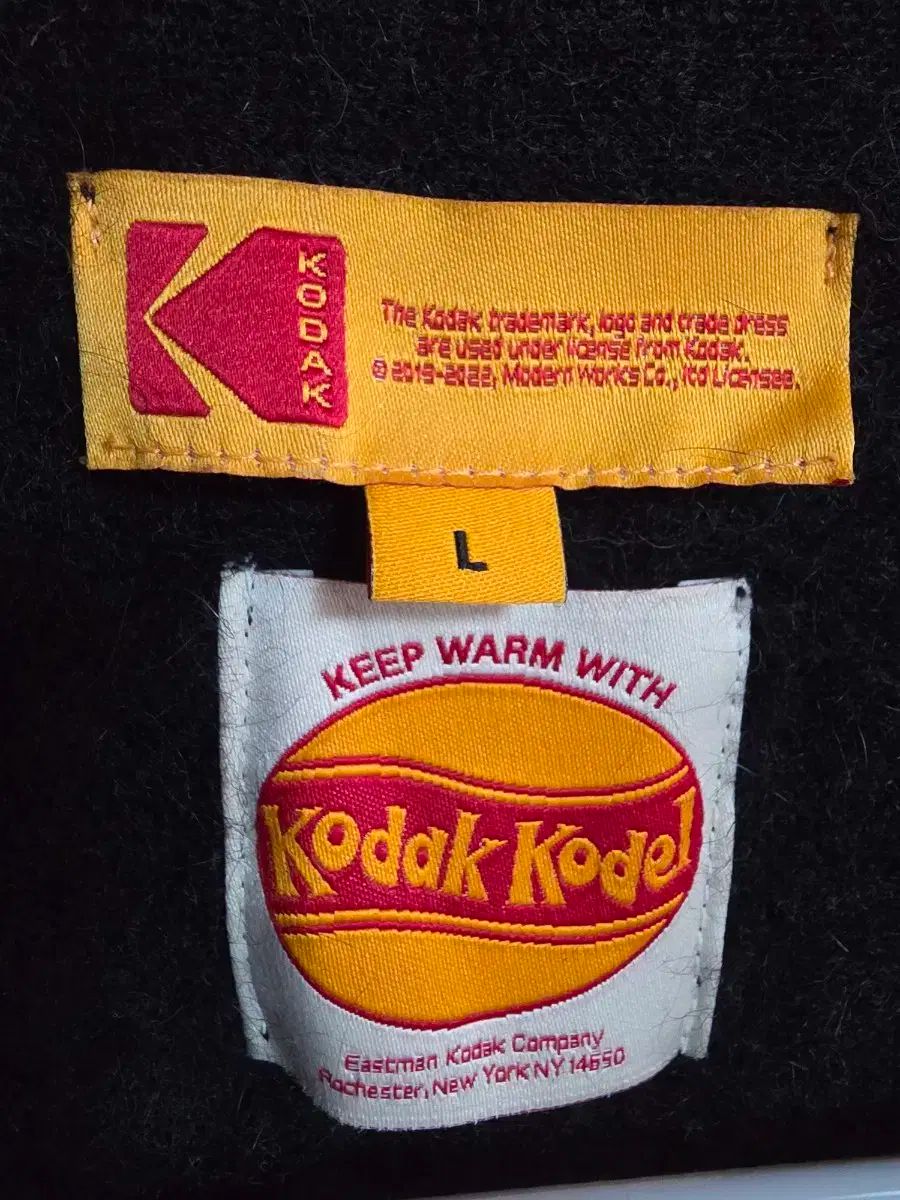 KODAK
The Kodak trademark, logo and trade dress
are used under license from Kodak.
© 2019-2022, Modern Works Co., ltd Licensee.
L
KEEP WARM WITH
Kodak Kodel
Eastman Kodak Company
Rochester, New York NY 14650